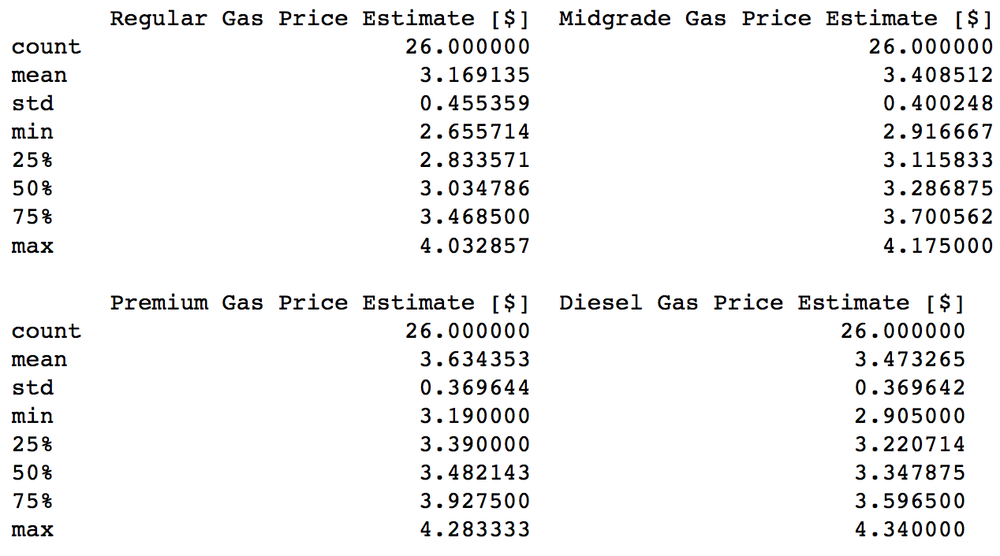 Regular Gas Price Estimate [$] Midgrade Gas Price Estimate [$]
count 26.000000 26.000000
mean 3.169135 3.408512
std 0.455359 0.400248
min 2.655714 2.916667
25% 2.833571 3.115833
50% 3.034786 3.286875
75% 3.468500 3.700562
max 4.032857 4.175000
Premium Gas Price Estimate [$] Diesel Gas Price Estimate [$]
count 26.000000 26.000000
mean 3.634353 3.473265
std 0.369644 0.369642
min 3.190000 2.905000
25% 3.390000 3.220714
50% 3.482143 3.347875
75% 3.927500 3.596500
max 4.283333 4.340000